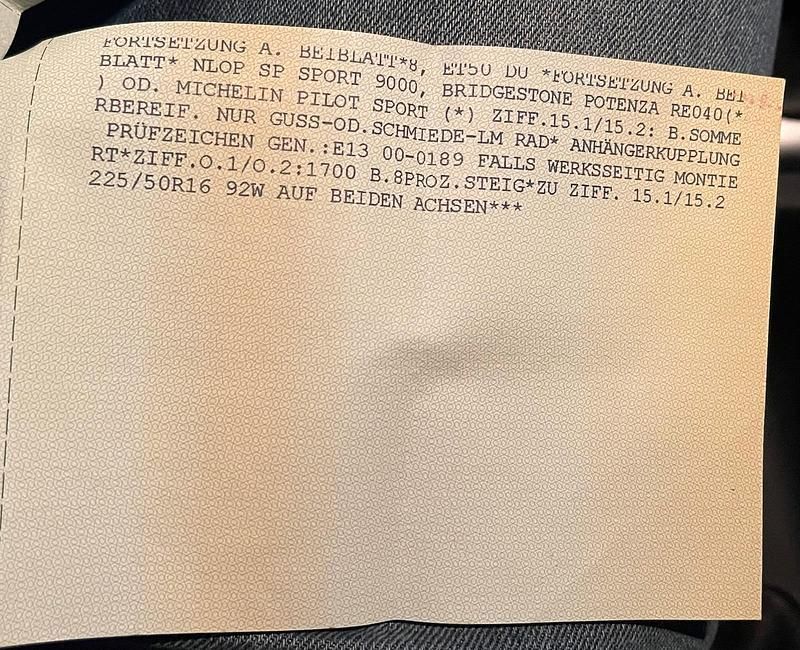 FORTSETZUNG A. BEIBLATT*8, ET50 DU *FORTSETZUNG A. BEI
BLATT* NLOP SP SPORT 9000, BRIDGESTONE POTENZA RE040(*
) OD. MICHELIN PILOT SPORT (*) ZIFF.15.1/15.2: B.SOMME
RBEREIF. NUR GUSS-OD.SCHMIEDE-LM RAD* ANHÄNGERKUPPLUNG
PRÜFZEICHEN GEN.:E13 00-0189 FALLS WERKSSEITIG MONTIE
RT*ZIFF.O.1/O.2:1700 B.8PROZ.STEIG*ZU ZIFF. 15.1/15.2
225/50R16 92W AUF BEIDEN ACHSEN***